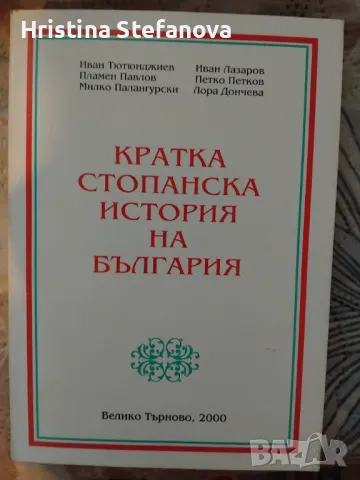 Hristina Stefanova
Иван Тютюнджиев Иван Лазаров
Пламен Павлов Петко Петков
Милко Палангурски Лора Дончева
КРАТКА
СТОПАНСКА
ИСТОРИЯ
НА
БЪЛГАРИЯ
Велико Търново, 2000
BAZAR